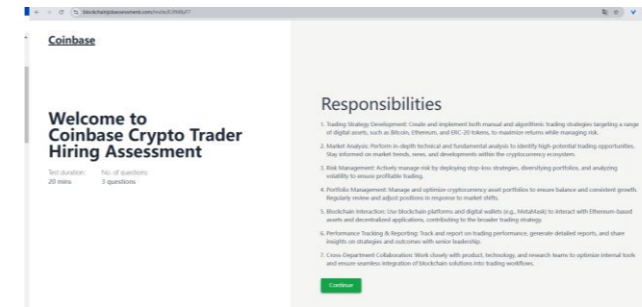 Coinbase
Welcome to
Coinbase Crypto Trader
Hiring Assessment
Test duration:
20 mins
No. of questions:
3 questions
Responsibilities
1. Trading Strategy Development: Create and implement both manual and algorithmic trading strategies targeting a range
of digital assets, such as Bitcoin, Ethereum, and ERC-20 tokens, to maximize returns while managing risk.
2. Market Analysis: Perform in-depth technical and fundamental analysis to identify high-potential trading opportunities.
Stay informed on market trends, news, and developments within the cryptocurrency ecosystem.
3. Risk Management: Actively manage risk by deploying stop-loss strategies, diversifying portfolios, and analyzing
volatility to ensure profitable trading.
4. Portfolio Management: Manage and optimize cryptocurrency asset portfolios to ensure balance and consistent growth.
Regularly review and adjust positions in response to market shifts.
5. Blockchain Interaction: Use blockchain platforms and digital wallets (e.g., MetaMask) to interact with Ethereum-based
assets and decentralized applications, contributing to the broader trading strategy.
6. Performance Tracking & Reporting: Track and report on trading performance, generate detailed reports, and share
insights on strategies and outcomes with senior leadership.
7. Cross-Department Collaboration: Work closely with product, technology, and research teams to optimize internal tools
and ensure seamless integration of blockchain solutions into trading workflows.
Continue